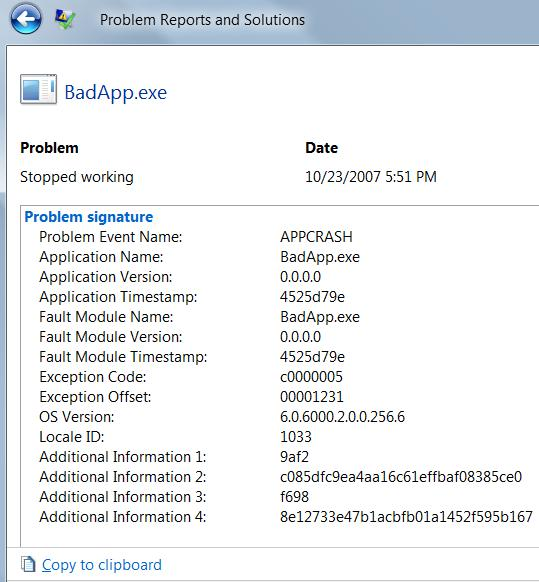 Problem Reports and Solutions
BadApp.exe
Problem Date
Stopped working 10/23/2007 5:51 PM
Problem signature
Problem Event Name: APPCRASH
Application Name: BadApp.exe
Application Version: 0.0.0.0
Application Timestamp: 4525d79e
Fault Module Name: BadApp.exe
Fault Module Version: 0.0.0.0
Fault Module Timestamp: 4525d79e
Exception Code: c0000005
Exception Offset: 00001231
OS Version: 6.0.6000.2.0.0.256.6
Locale ID: 1033
Additional Information 1: 9af2
Additional Information 2: c085dfc9ea4aa16c61effbaf08385ce0
Additional Information 3: f698
Additional Information 4: 8e12733e47b1acbfb01a1452f595b167
Copy to clipboard